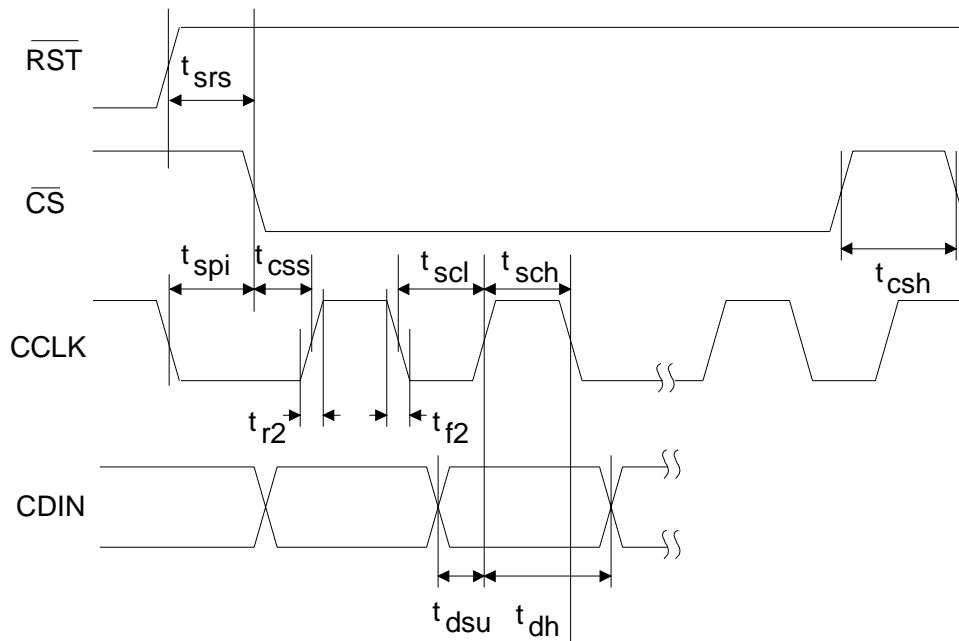 RST
t srs
CS
t spi
t css
t scl
t sch
t csh
CCLK
t r2
t f2
CDIN
t dsu
t dh